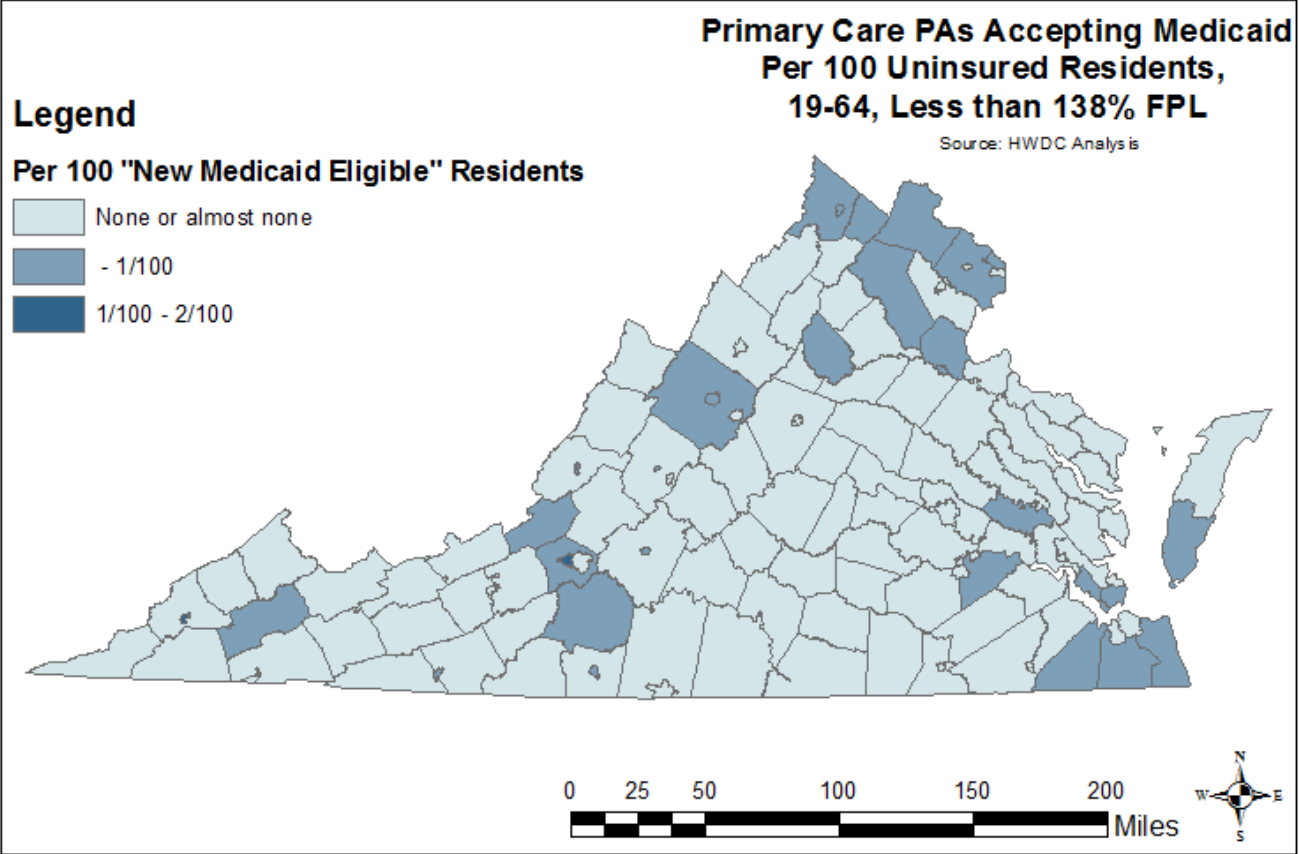 Primary Care PAs Accepting Medicaid
Per 100 Uninsured Residents,
19-64, Less than 138% FPL
Source: HWDC Analysis
Legend
Per 100 "New Medicaid Eligible" Residents
None or almost none
- 1/100
1/100 - 2/100
0 25 50 100 150 200
Miles
N
W E
S